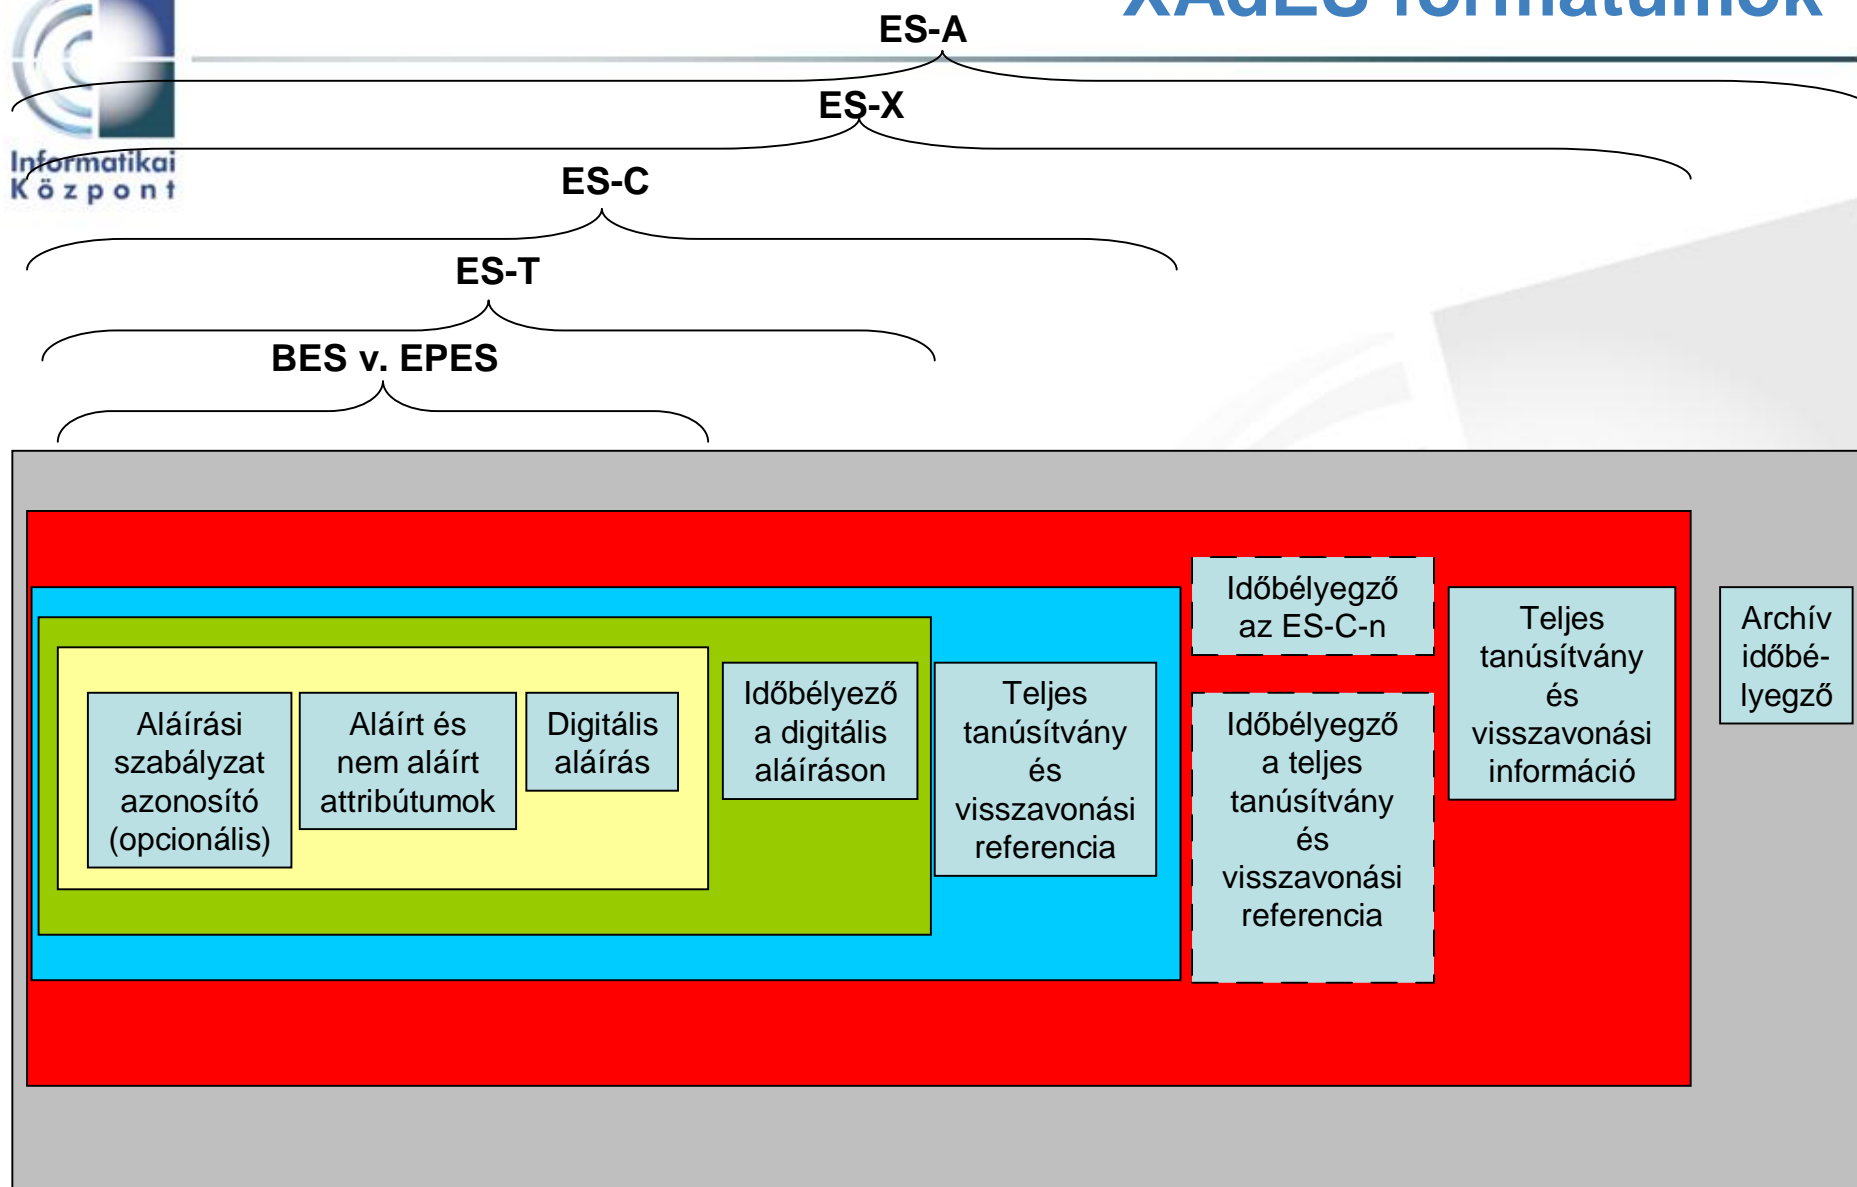 XAdES formátumok
ES-A
ES-X
Informatikai
Központ
ES-C
ES-T
BES v. EPES
Aláírási
szabályzat
azonosító
(opcionális)
Aláírt és
nem aláírt
attribútumok
Digitális
aláírás
Időbélyező
a digitális
aláíráson
Teljes
tanúsítvány
és
visszavonási
referencia
Időbélyegző
az ES-C-n
Időbélyegző
a teljes
tanúsítvány
és
visszavonási
referencia
Teljes
tanúsítvány
és
visszavonási
információ
Archív
időbé-
lyegző